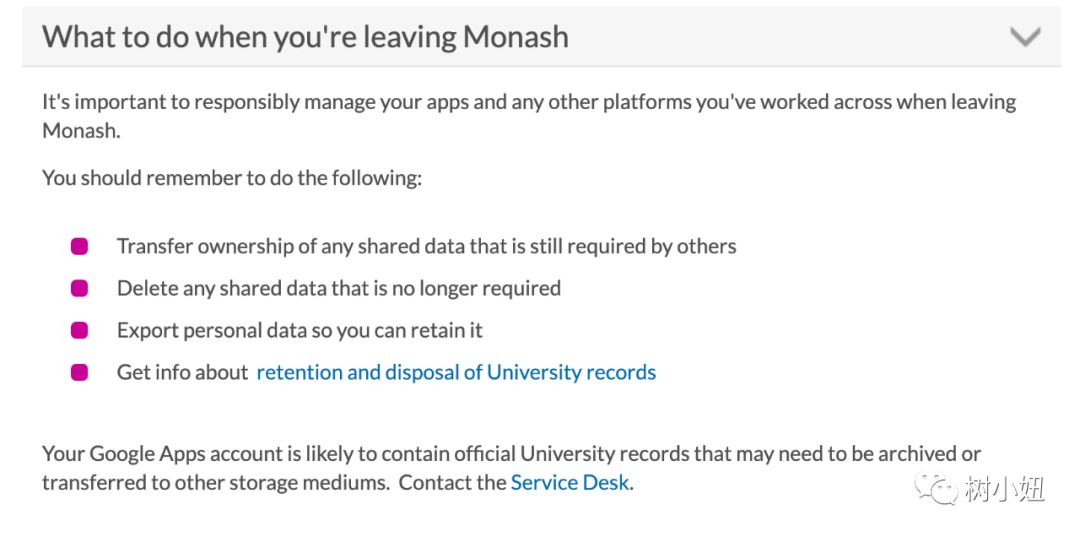 What to do when you're leaving Monash
It's important to responsibly manage your apps and any other platforms you've worked across when leaving
Monash.
You should remember to do the following:
Transfer ownership of any shared data that is still required by others
Delete any shared data that is no longer required
Export personal data so you can retain it
Get info about retention and disposal of University records
Your Google Apps account is likely to contain official University records that may need to be archived or
transferred to other storage mediums. Contact the Service Desk.
树小妞